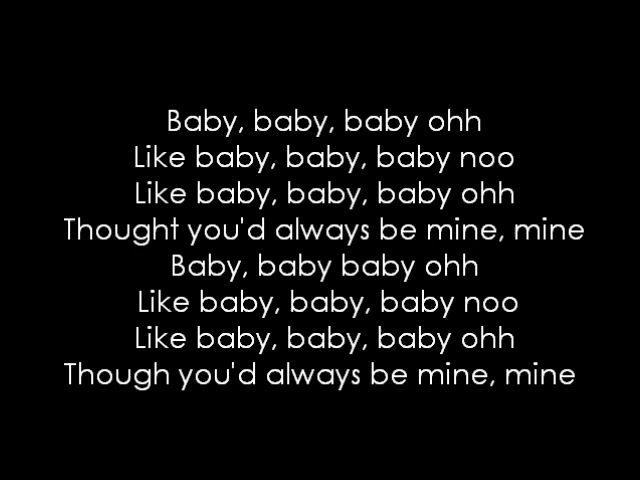 Baby, baby, baby ohh
Like baby, baby, baby noo
Like baby, baby, baby ohh
Thought you'd always be mine, mine
Baby, baby baby ohh
Like baby, baby, baby noo
Like baby, baby, baby ohh
Though you'd always be mine, mine